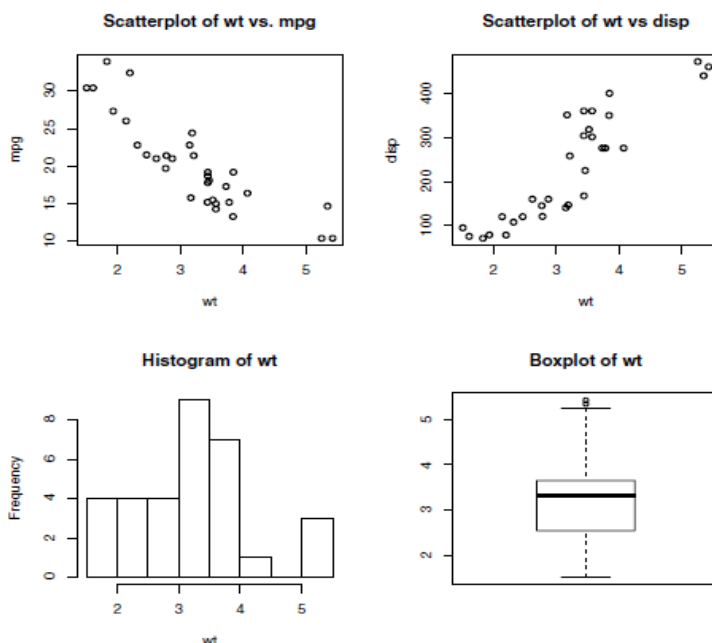 Scatterplot of wt vs. mpg
mpg
10 15 20 25 30
2 3 4 5
wt
Scatterplot of wt vs disp
disp
100 200 300 400
2 3 4 5
wt
Histogram of wt
Frequency
0 2 4 6 8
2 3 4 5
wt
Boxplot of wt
2 3 4 5